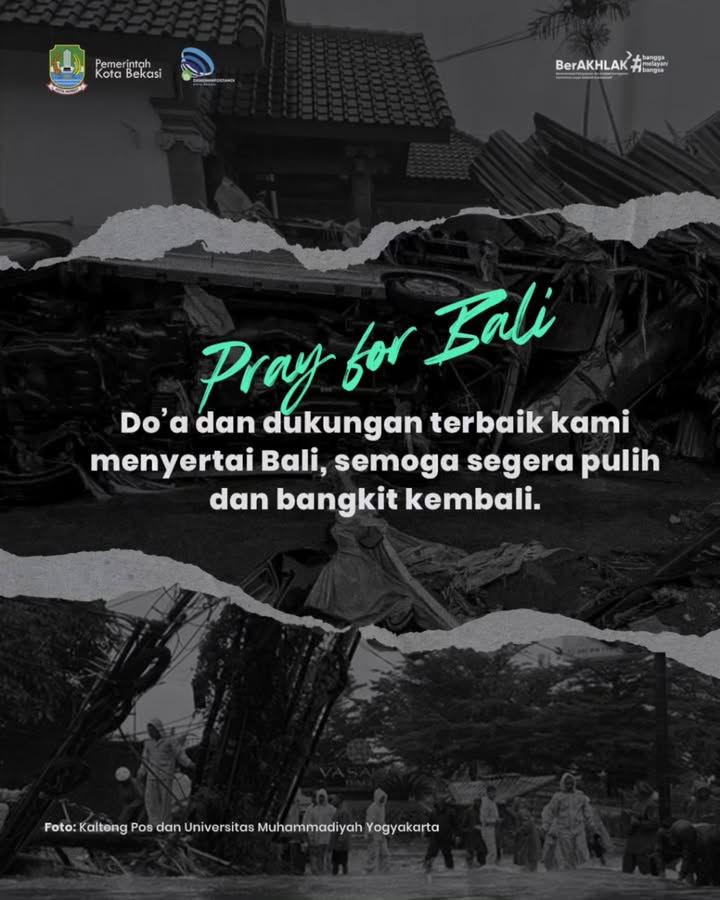 Pemerintah
Kota Bekasi
BerAKHLAK
#bangga
melayani
bangsa
Pray for Bali
Do’a dan dukungan terbaik kami
menyertai Bali, semoga segera pulih
dan bangkit kembali.
Foto: Kalteng Pos dan Universitas Muhammadiyah Yogyakarta